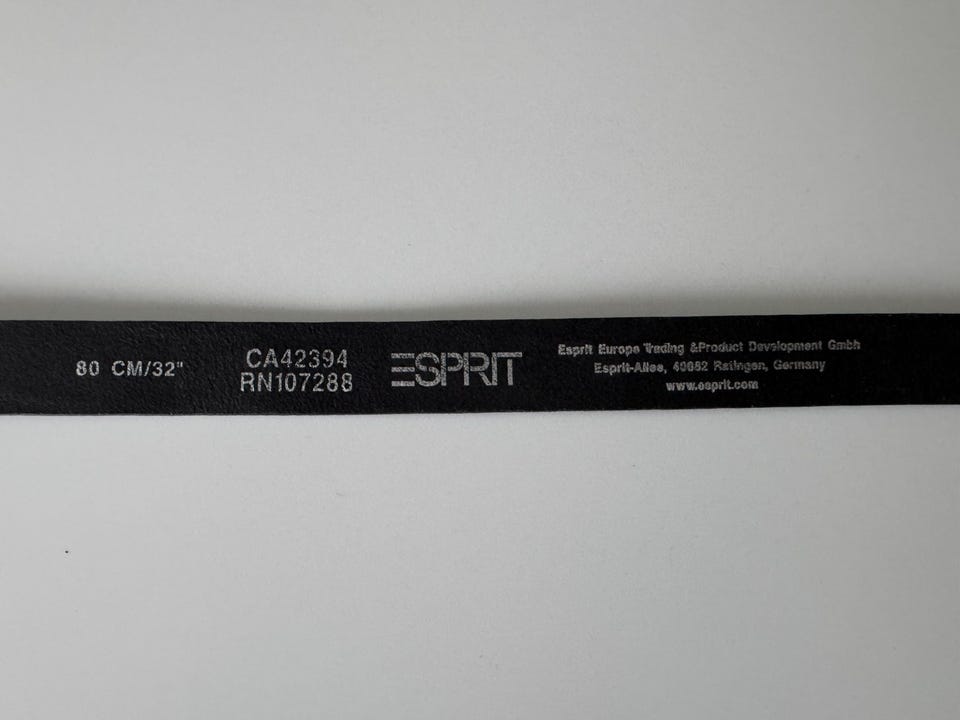 80 CM/32"
CA42394
RN107288
ESPRIT
Esprit Europe Trading &Product Development Gmbh
Esprit-Allee, 40882 Ratingen, Germany
www.esprit.com